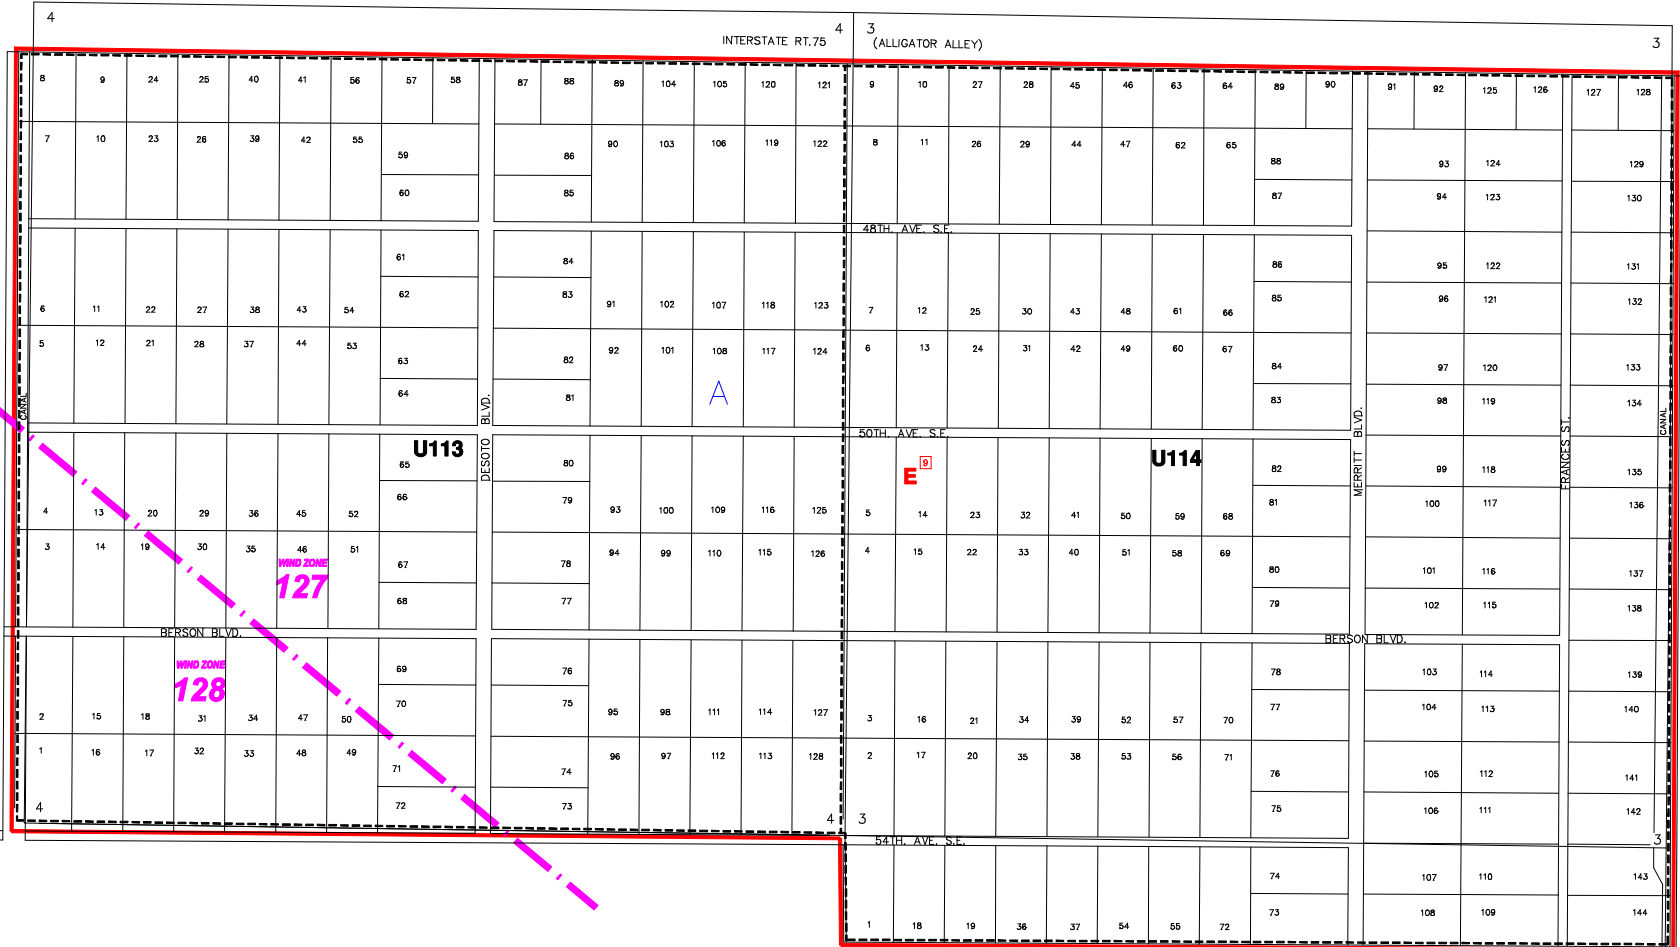 4 4 3 3
INTERSTATE RT.75 (ALLIGATOR ALLEY)
8 9 24 25 40 41 56 57 58 87 88 89 104 105 120 121 9 10 27 28 45 46 63 64 89 90 91 92 125 126 127 128
7 10 23 26 39 42 55 59 86 90 103 106 119 122 8 11 26 29 44 47 62 65 88 93 124 129
60 85 87 94 123 130
48TH. AVE. S.E.
61 84 86 95 122 131
62 83 85 96 121 132
6 11 22 27 38 43 54 91 102 107 118 123 7 12 25 30 43 48 61 66
5 12 21 28 37 44 53 63 82 92 101 108 117 124 6 13 24 31 42 49 60 67 84 97 120 133
64 81 A 83 98 119 134
CANAL DESOTO BLVD. MERRITT BLVD. FRANCES ST. CANAL
50TH. AVE. S.E.
U113 U114
65 80 E 9 82 99 118 135
66 79 81 100 117 136
4 13 20 29 36 45 52 93 100 109 116 125 5 14 23 32 41 50 59 68
3 14 19 30 35 46 51 67 78 94 99 110 115 126 4 15 22 33 40 51 58 69 80 101 116 137
WIND ZONE
127
68 77 79 102 115 138
BERSON BLVD. BERSON BLVD.
WIND ZONE
128
69 76 78 103 114 139
70 75 77 104 113 140
2 15 18 31 34 47 50 95 98 111 114 127 3 16 21 34 39 52 57 70
1 16 17 32 33 48 49 71 74 96 97 112 113 128 2 17 20 35 38 53 56 71 76 105 112 141
72 73 75 106 111 142
4 4 3 3
54TH. AVE. S.E.
74 107 110 143
1 18 19 36 37 54 55 72 73 108 109 144